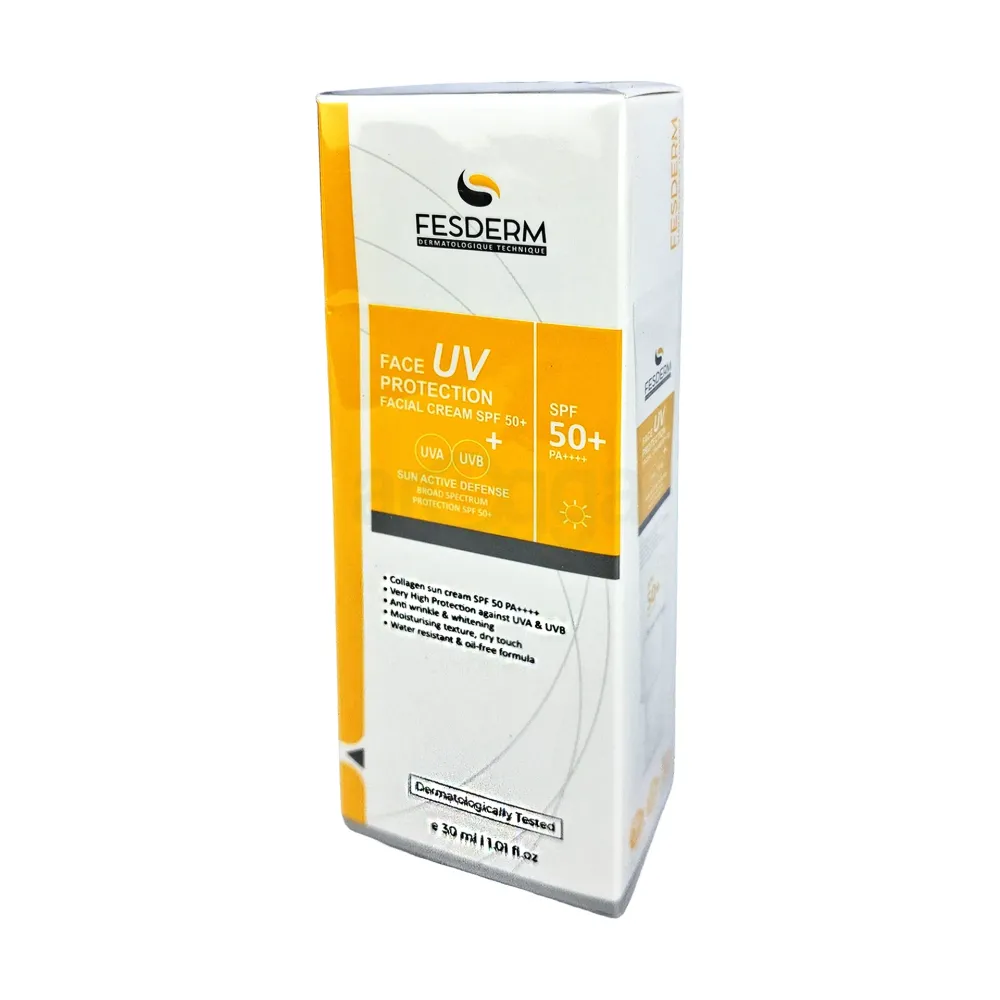 FESDERM
DERMATOLOGIQUE TECHNIQUE
FACE UV
PROTECTION
FACIAL CREAM SPF 50+
+
UVA UVB
SUN ACTIVE DEFENSE
BROAD SPECTRUM
PROTECTION SPF 50+
SPF
50+
PA++++
• Collagen sun cream SPF 50 PA++++
• Very High Protection against UVA & UVB
• Anti wrinkle & whitening
• Moisturising texture, dry touch
• Water resistant & oil-free formula
Dermatologically Tested
e 30 ml | 1.01 fl.oz
FESDERM
FESDERM
FACE UV
PROTECTION